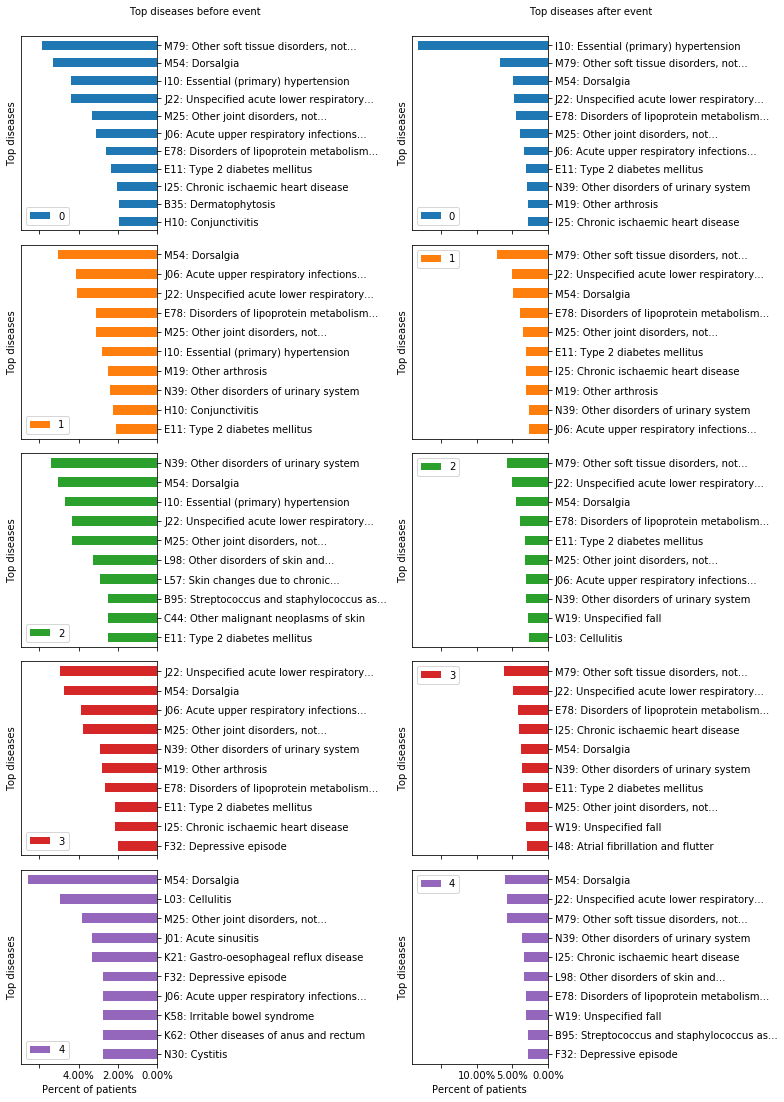 Top diseases before event
Top diseases after event
Top diseases
M79: Other soft tissue disorders, not...
M54: Dorsalgia
I10: Essential (primary) hypertension
J22: Unspecified acute lower respiratory...
M25: Other joint disorders, not...
J06: Acute upper respiratory infections...
E78: Disorders of lipoprotein metabolism...
E11: Type 2 diabetes mellitus
I25: Chronic ischaemic heart disease
B35: Dermatophytosis
H10: Conjunctivitis
0
Top diseases
I10: Essential (primary) hypertension
M79: Other soft tissue disorders, not...
M54: Dorsalgia
J22: Unspecified acute lower respiratory...
E78: Disorders of lipoprotein metabolism...
M25: Other joint disorders, not...
J06: Acute upper respiratory infections...
E11: Type 2 diabetes mellitus
N39: Other disorders of urinary system
M19: Other arthrosis
I25: Chronic ischaemic heart disease
0
Top diseases
M54: Dorsalgia
J06: Acute upper respiratory infections...
J22: Unspecified acute lower respiratory...
E78: Disorders of lipoprotein metabolism...
M25: Other joint disorders, not...
I10: Essential (primary) hypertension
M19: Other arthrosis
N39: Other disorders of urinary system
H10: Conjunctivitis
E11: Type 2 diabetes mellitus
1
Top diseases
1
M79: Other soft tissue disorders, not...
J22: Unspecified acute lower respiratory...
M54: Dorsalgia
E78: Disorders of lipoprotein metabolism...
M25: Other joint disorders, not...
E11: Type 2 diabetes mellitus
I25: Chronic ischaemic heart disease
M19: Other arthrosis
N39: Other disorders of urinary system
J06: Acute upper respiratory infections...
Top diseases
N39: Other disorders of urinary system
M54: Dorsalgia
I10: Essential (primary) hypertension
J22: Unspecified acute lower respiratory...
M25: Other joint disorders, not...
L98: Other disorders of skin and...
L57: Skin changes due to chronic...
B95: Streptococcus and staphylococcus as...
C44: Other malignant neoplasms of skin
E11: Type 2 diabetes mellitus
2
Top diseases
2
M79: Other soft tissue disorders, not...
J22: Unspecified acute lower respiratory...
M54: Dorsalgia
E78: Disorders of lipoprotein metabolism...
E11: Type 2 diabetes mellitus
M25: Other joint disorders, not...
J06: Acute upper respiratory infections...
N39: Other disorders of urinary system
W19: Unspecified fall
L03: Cellulitis
Top diseases
J22: Unspecified acute lower respiratory...
M54: Dorsalgia
J06: Acute upper respiratory infections...
M25: Other joint disorders, not...
N39: Other disorders of urinary system
M19: Other arthrosis
E78: Disorders of lipoprotein metabolism...
E11: Type 2 diabetes mellitus
I25: Chronic ischaemic heart disease
F32: Depressive episode
3
Top diseases
3
M79: Other soft tissue disorders, not...
J22: Unspecified acute lower respiratory...
E78: Disorders of lipoprotein metabolism...
I25: Chronic ischaemic heart disease
M54: Dorsalgia
N39: Other disorders of urinary system
E11: Type 2 diabetes mellitus
M25: Other joint disorders, not...
W19: Unspecified fall
I48: Atrial fibrillation and flutter
Top diseases
M54: Dorsalgia
L03: Cellulitis
M25: Other joint disorders, not...
J01: Acute sinusitis
K21: Gastro-oesophageal reflux disease
F32: Depressive episode
J06: Acute upper respiratory infections...
K58: Irritable bowel syndrome
K62: Other diseases of anus and rectum
N30: Cystitis
4
4.00% 2.00% 0.00%
Percent of patients
Top diseases
4
M54: Dorsalgia
J22: Unspecified acute lower respiratory...
M79: Other soft tissue disorders, not...
N39: Other disorders of urinary system
I25: Chronic ischaemic heart disease
L98: Other disorders of skin and...
E78: Disorders of lipoprotein metabolism...
W19: Unspecified fall
B95: Streptococcus and staphylococcus as...
F32: Depressive episode
10.00% 5.00% 0.00%
Percent of patients